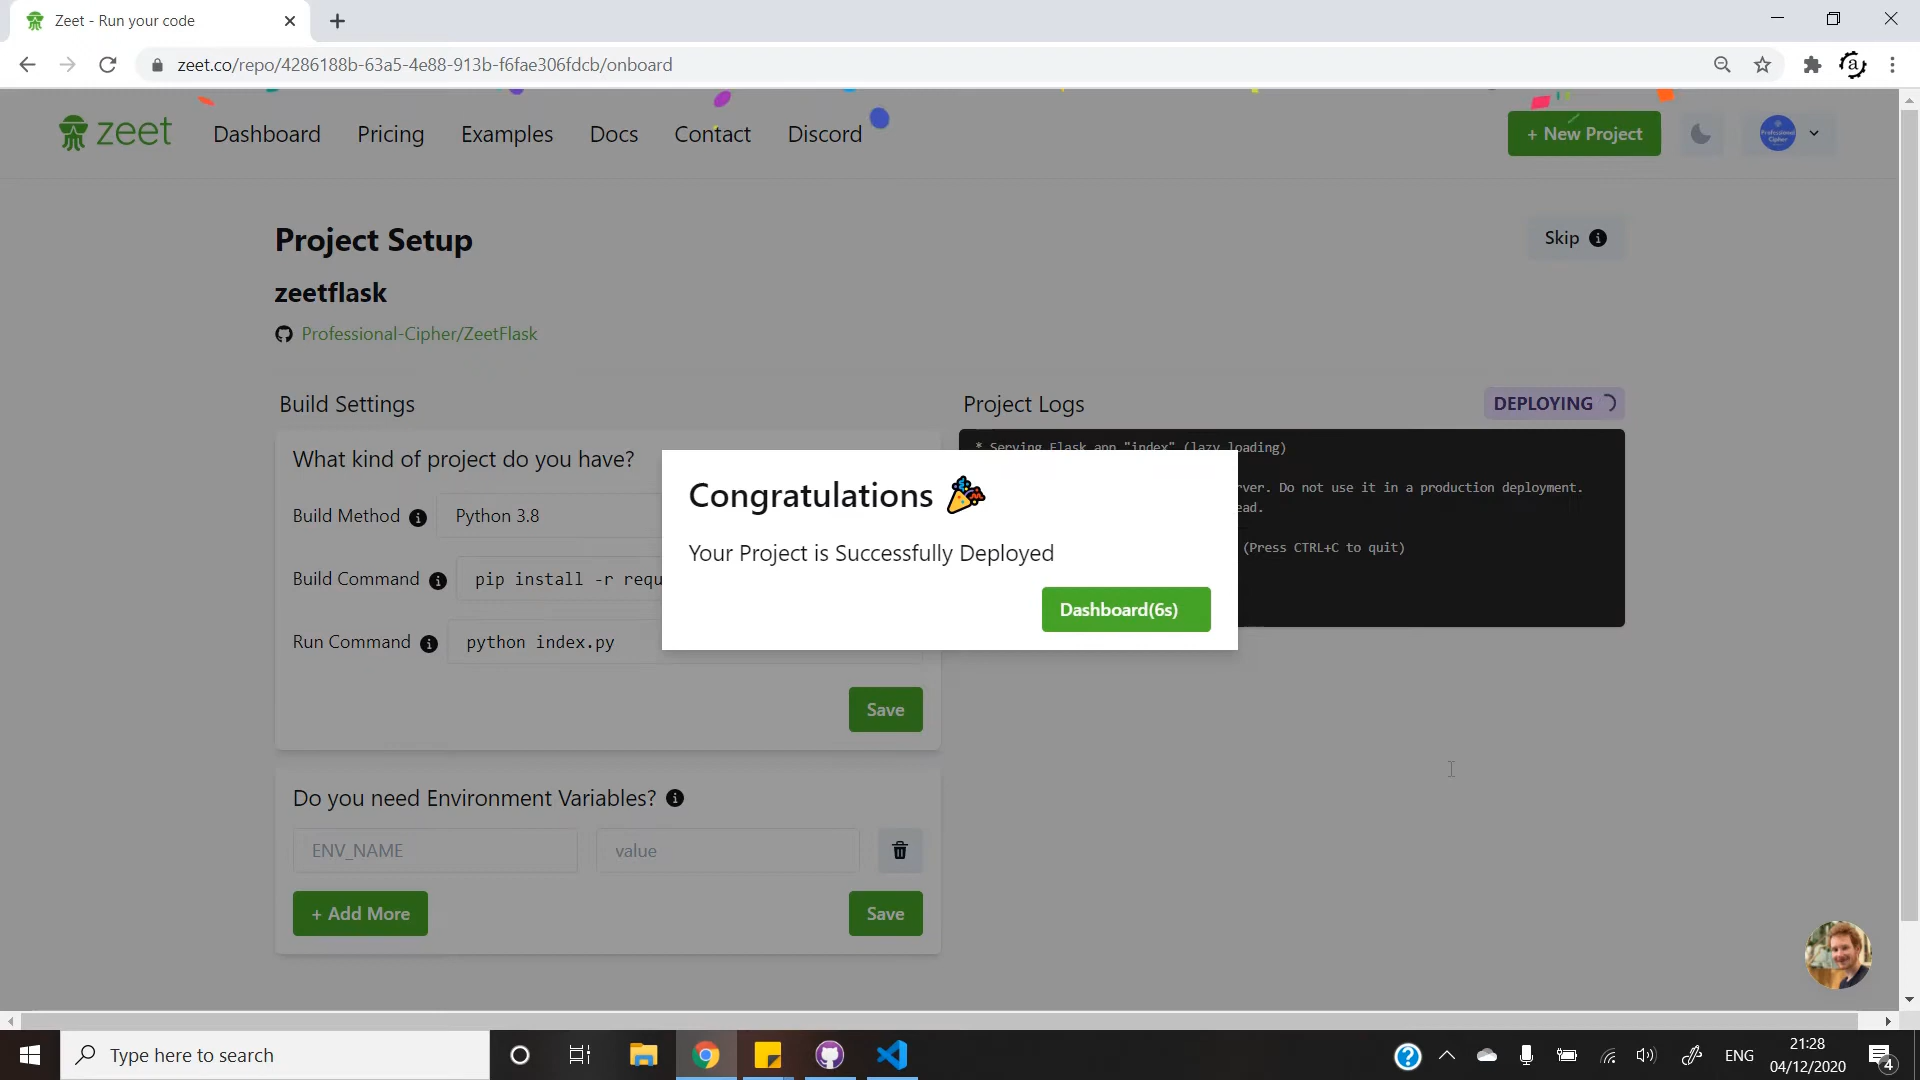 Zeet - Run your code
zeet.co/repo/4286188b-63a5-4e88-913b-f6fae306fdcb/onboard
zeet
Dashboard
Pricing
Examples
Docs
Contact
Discord
+ New Project
Professional
Cipher
Project Setup
Skip
zeetflask
Professional-Cipher/ZeetFlask
Build Settings
Project Logs
DEPLOYING
What kind of project do you have?
Build Method
Python 3.8
Build Command
pip install -r requ
Run Command
python index.py
Save
* Serving Flask app "index" (lazy loading)
rver. Do not use it in a production deployment.
ead.
(Press CTRL+C to quit)
Congratulations
Your Project is Successfully Deployed
Dashboard(6s)
Do you need Environment Variables?
ENV_NAME
value
+ Add More
Save
Type here to search
ENG
21:28
04/12/2020
4